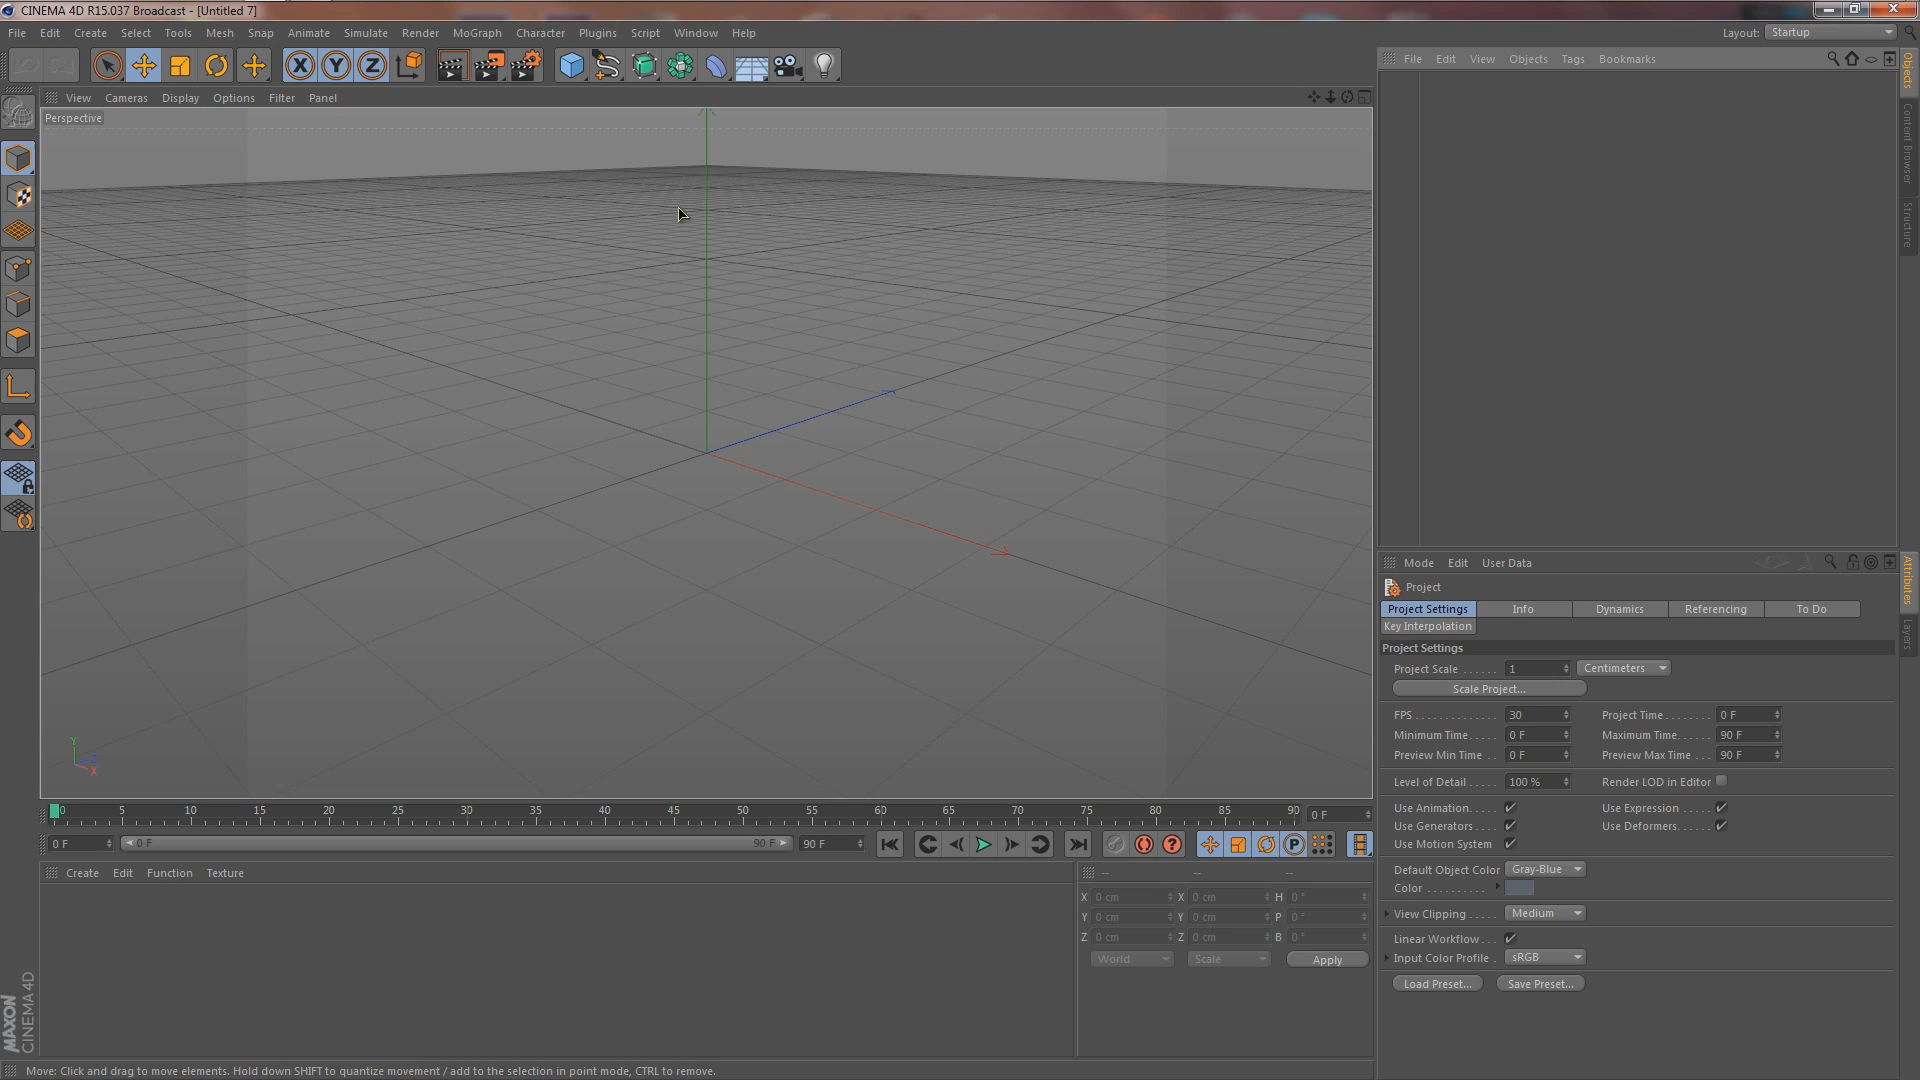 CINEMA 4D R15.037 Broadcast - [Untitled 7]
File Edit Create Select Tools Mesh Snap Animate Simulate Render Character MoGraph Plugins Script Window Help
Layout: Startup
View Cameras Display Options Filter Panel
File Edit View Objects Tags Bookmarks
Perspective
Objects
Content Browser
Structure
Y
Z
X
Mode Edit User Data
Attributes
Layers
Project
Project Settings Info Dynamics Referencing To Do
Key Interpolation
Project Settings
Project Scale . . . . . . 1 Centimeters
Scale Project...
FPS . . . . . . . . . . . . . 30 Project Time . . . . . . . . 0 F
Minimum Time . . . . 0 F Maximum Time. . . . . . 90 F
Preview Min Time . . 0 F Preview Max Time . . . 90 F
Level of Detail . . . . . 100 % Render LOD in Editor
Use Animation. . . . . Use Expression . . . . .
Use Generators . . . . Use Deformers. . . . . .
Use Motion System
Default Object Color Gray-Blue
Color . . . . . . . . . .
View Clipping . . . . . Medium
Linear Workflow . . .
Input Color Profile . sRGB
Load Preset... Save Preset...
0 5 10 15 20 25 30 35 40 45 50 55 60 65 70 75 80 85 90 0 F
0 F 0 F 90 F 90 F
Create Edit Function Texture
-- -- --
X 0 cm X 0 cm H 0 °
Y 0 cm Y 0 cm P 0 °
Z 0 cm Z 0 cm B 0 °
World Scale Apply
MAXON
CINEMA 4D
Move: Click and drag to move elements. Hold down SHIFT to quantize movement / add to the selection in point mode, CTRL to remove.